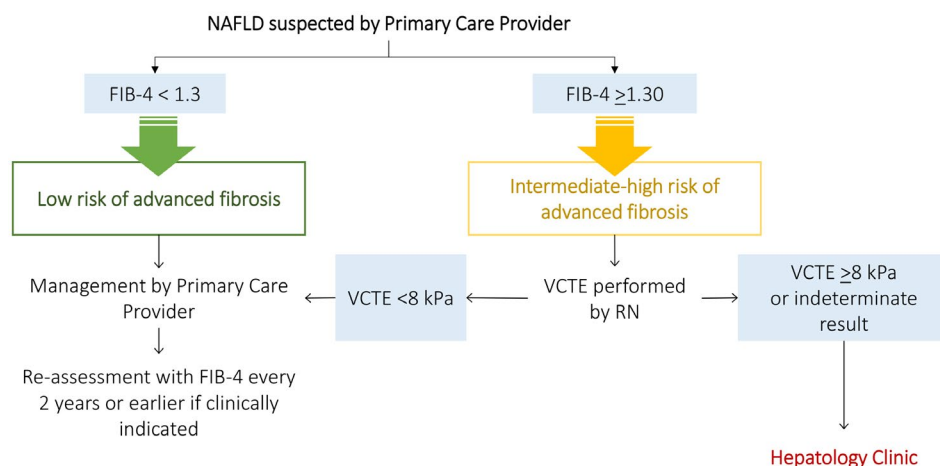 NAFLD suspected by Primary Care Provider
FIB-4 < 1.3
FIB-4 ≥1.30
Low risk of advanced fibrosis
Intermediate-high risk of
advanced fibrosis
Management by Primary Care
Provider
VCTE <8 kPa
VCTE performed
by RN
VCTE ≥8 kPa
or indeterminate
result
Re-assessment with FIB-4 every
2 years or earlier if clinically
indicated
Hepatology Clinic